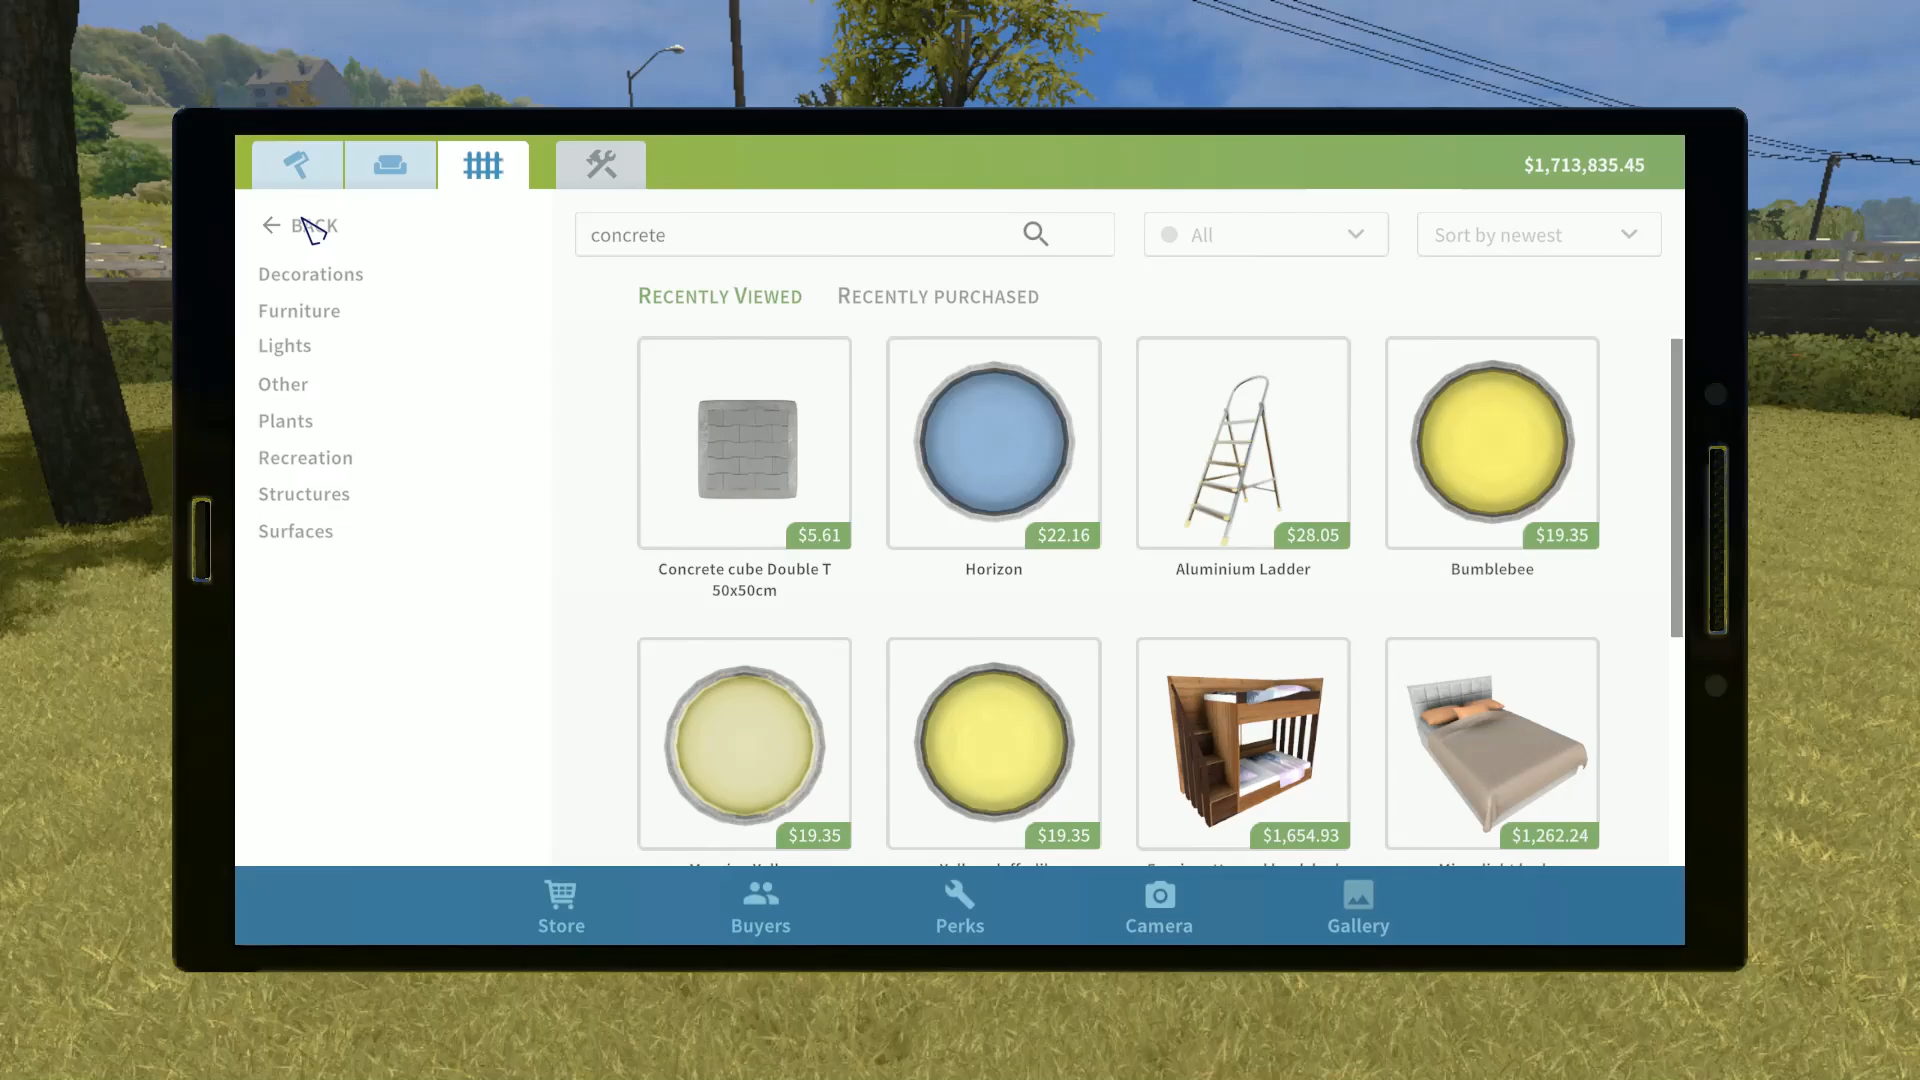 $1,713,835.45
BACK
Decorations
Furniture
Lights
Other
Plants
Recreation
Structures
Surfaces
concrete
All
Sort by newest
RECENTLY VIEWED
RECENTLY PURCHASED
$5.61
$22.16
$28.05
$19.35
Concrete cube Double T
50x50cm
Horizon
Aluminium Ladder
Bumblebee
$19.35
$19.35
$1,654.93
$1,262.24
Store
Buyers
Perks
Camera
Gallery